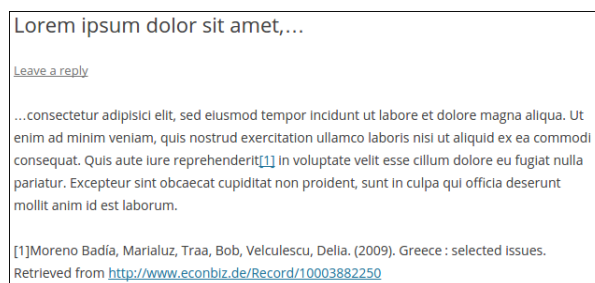 Lorem ipsum dolor sit amet,…
Leave a reply
…consectetur adipisici elit, sed eiusmod tempor incidunt ut labore et dolore magna aliqua. Ut
enim ad minim veniam, quis nostrud exercitation ullamco laboris nisi ut aliquid ex ea commodi
consequat. Quis aute iure reprehenderit[1] in voluptate velit esse cillum dolore eu fugiat nulla
pariatur. Excepteur sint obcaecat cupiditat non proident, sunt in culpa qui officia deserunt
mollit anim id est laborum.
[1]Moreno Badía, Marialuz, Traa, Bob, Velculescu, Delia. (2009). Greece : selected issues.
Retrieved from http://www.econbiz.de/Record/10003882250